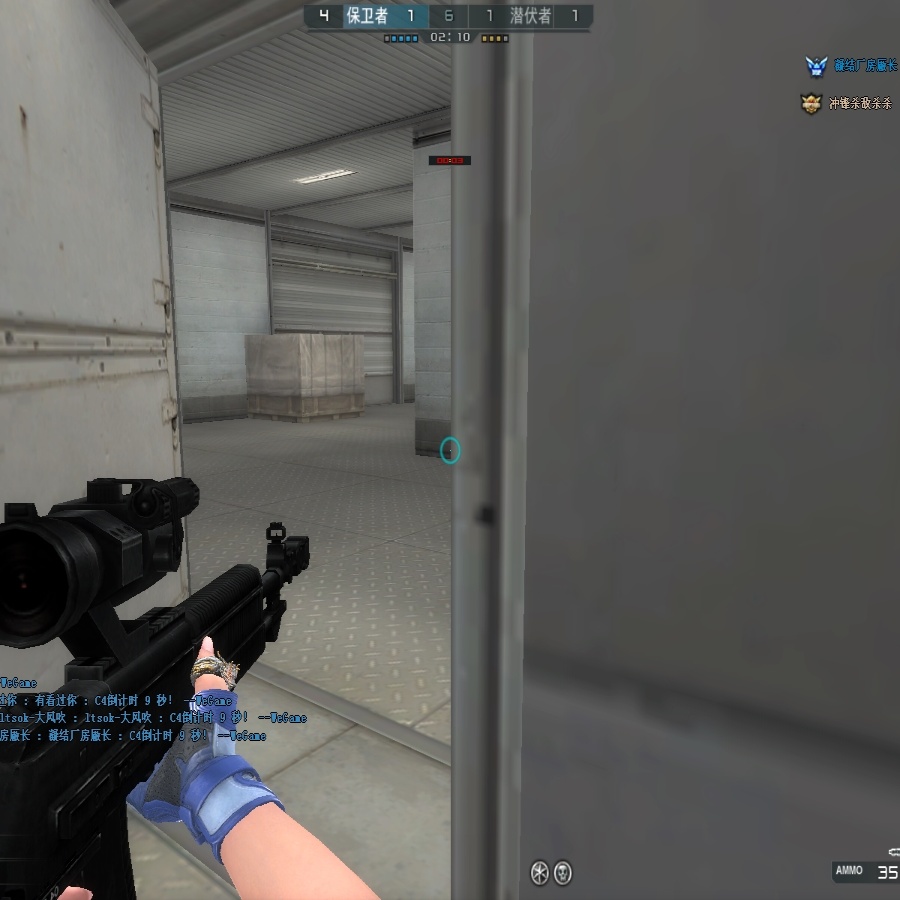 4 保卫者 1 6 1 潜伏者 1
02:10
凝结厂房厰长
冲锋杀敌杀杀
WeGame
达你 : 有看过你 : C4倒计时 9 秒! --WeGame
ltsok-大风吹 : ltsok-大风吹 : C4倒计时 9 秒! --WeGame
房厰长 : 凝结厂房厰长 : C4倒计时 9 秒! --WeGame
AMMO 35